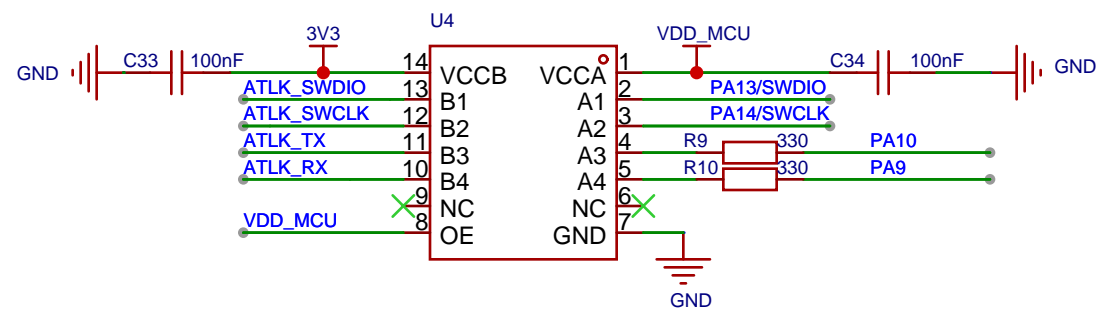 U4
3V3
VDD_MCU
GND
C33
100nF
14
VCCB
VCCA
1
C34
100nF
GND
ATLK_SWDIO
13
B1
A1
2
PA13/SWDIO
ATLK_SWCLK
12
B2
A2
3
PA14/SWCLK
ATLK_TX
11
B3
A3
4
R9
330
PA10
ATLK_RX
10
B4
A4
5
R10
330
PA9
9
NC
NC
6
VDD_MCU
8
OE
GND
7
GND